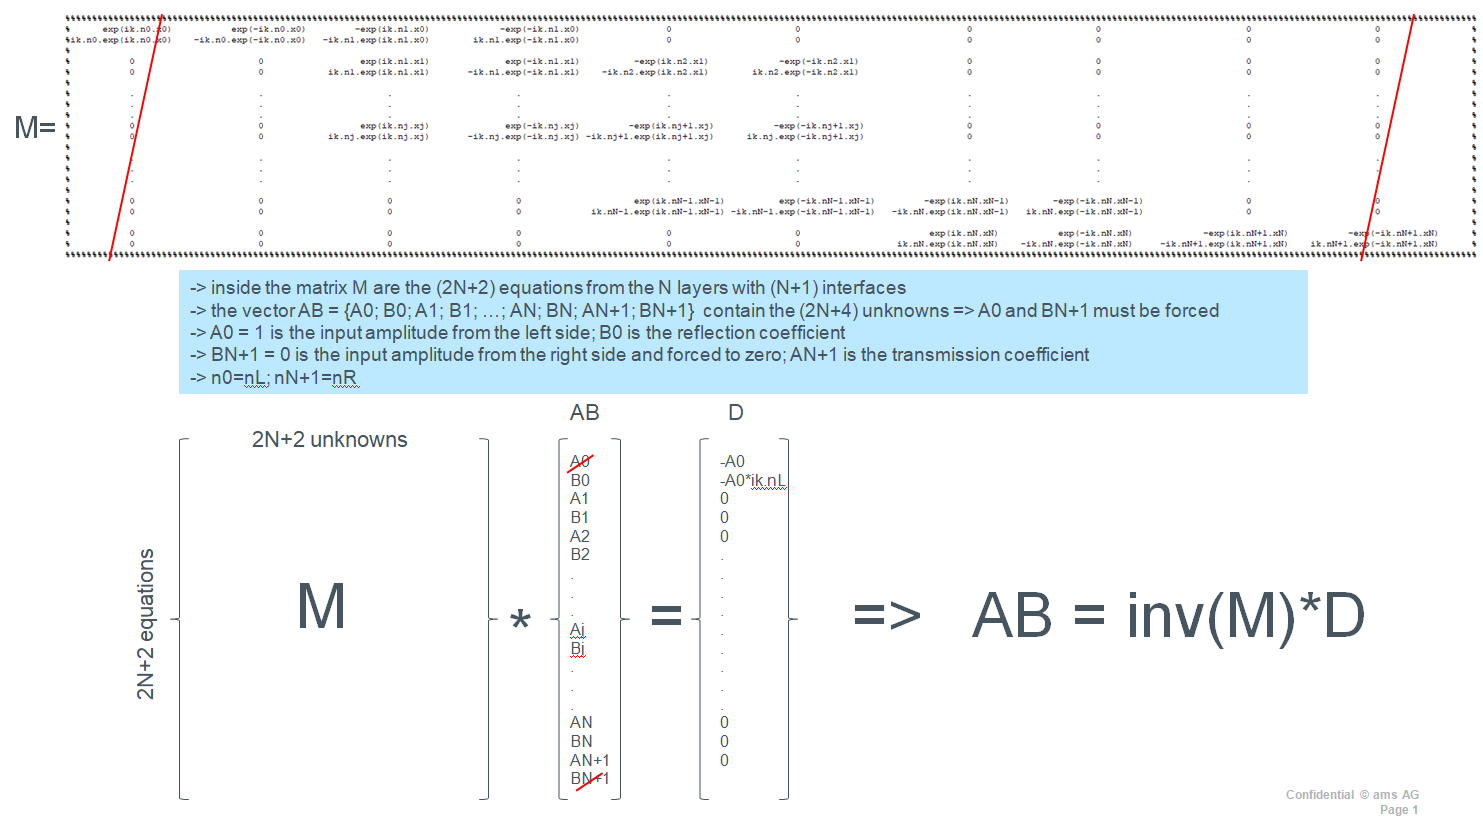 %%%%%%%%%%%%%%%%%%%%%%%%%%%%%%%%%%%%%%%%%%%%%%%%%%%%%%%%%%%%%%%%%%%%%%%%%%%%%%%%%%%%%%%%%%
% exp(ik.n0.x0) exp(-ik.n0.x0) -exp(ik.n1.x0) -exp(-ik.n1.x0) 0 0 0 0 0 0 %
%ik.n0.exp(ik.n0.x0) -ik.n0.exp(-ik.n0.x0) -ik.n1.exp(ik.n1.x0) ik.n1.exp(-ik.n1.x0) 0 0 0 0 0 0 %
% %
% 0 0 exp(ik.n1.x1) exp(-ik.n1.x1) -exp(ik.n2.x1) -exp(-ik.n2.x1) 0 0 0 0 %
% 0 0 ik.n1.exp(ik.n1.x1) -ik.n1.exp(-ik.n1.x1) -ik.n2.exp(ik.n2.x1) ik.n2.exp(-ik.n2.x1) 0 0 0 0 %
% %
% . . . . . . . . . . %
% . . . . . . . . . . %
% . . . . . . . . . . %
M= % 0 0 exp(ik.nj.xj) exp(-ik.nj.xj) -exp(ik.nj+1.xj) -exp(-ik.nj+1.xj) 0 0 0 0 %
% 0 0 ik.nj.exp(ik.nj.xj) -ik.nj.exp(-ik.nj.xj) -ik.nj+1.exp(ik.nj+1.xj) ik.nj.exp(-ik.nj+1.xj) 0 0 0 0 %
% %
% . . . . . . . . . . %
% . . . . . . . . . . %
% . . . . . . . . . . %
% %
% 0 0 0 0 exp(ik.nN-1.xN-1) exp(-ik.nN-1.xN-1) -exp(ik.nN.xN-1) -exp(-ik.nN.xN-1) 0 0 %
% 0 0 0 0 ik.nN-1.exp(ik.nN-1.xN-1) -ik.nN-1.exp(-ik.nN-1.xN-1) -ik.nN.exp(ik.nN.xN-1) ik.nN.exp(-ik.nN.xN-1) 0 0 %
% %
% 0 0 0 0 0 0 exp(ik.nN.xN) exp(-ik.nN.xN) -exp(ik.nN+1.xN) -exp(-ik.nN+1.xN) %
% 0 0 0 0 0 0 ik.nN.exp(ik.nN.xN) -ik.nN.exp(-ik.nN.xN) -ik.nN+1.exp(ik.nN+1.xN) ik.nN+1.exp(-ik.nN+1.xN) %
%%%%%%%%%%%%%%%%%%%%%%%%%%%%%%%%%%%%%%%%%%%%%%%%%%%%%%%%%%%%%%%%%%%%%%%%%%%%%%%%%%%%%%%%%%
-> inside the matrix M are the (2N+2) equations from the N layers with (N+1) interfaces
-> the vector AB = {A0; B0; A1; B1; …; AN; BN; AN+1; BN+1} contain the (2N+4) unknowns => A0 and BN+1 must be forced
-> A0 = 1 is the input amplitude from the left side; B0 is the reflection coefficient
-> BN+1 = 0 is the input amplitude from the right side and forced to zero; AN+1 is the transmission coefficient
-> n0=nL; nN+1=nR
2N+2 equations
2N+2 unknowns
M
*
AB
A0
B0
A1
B1
A2
B2
.
.
.
Aj
Bj
.
.
.
AN
BN
AN+1
BN+1
=
D
-A0
-A0*ik.nL
0
0
0
.
.
.
.
.
.
.
.
.
0
0
0
=> AB = inv(M)*D
Confidential © ams AG
Page 1